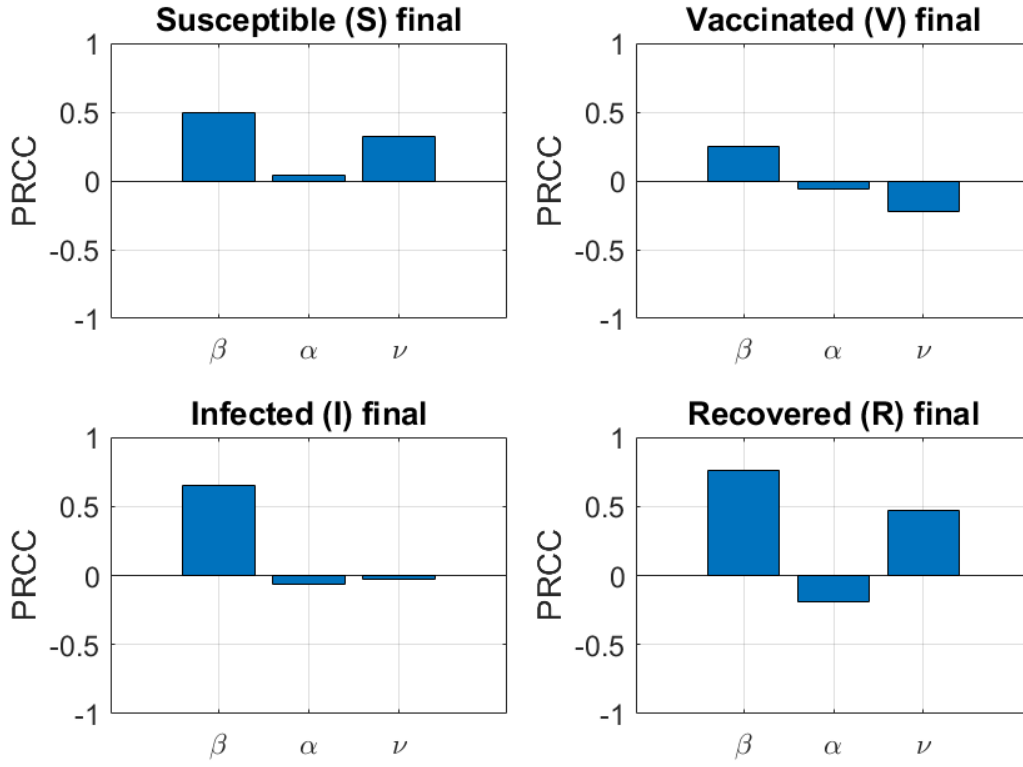 Susceptible (S) final
PRCC
1
0.5
0
-0.5
-1
β α ν
Vaccinated (V) final
PRCC
1
0.5
0
-0.5
-1
β α ν
Infected (I) final
PRCC
1
0.5
0
-0.5
-1
β α ν
Recovered (R) final
PRCC
1
0.5
0
-0.5
-1
β α ν